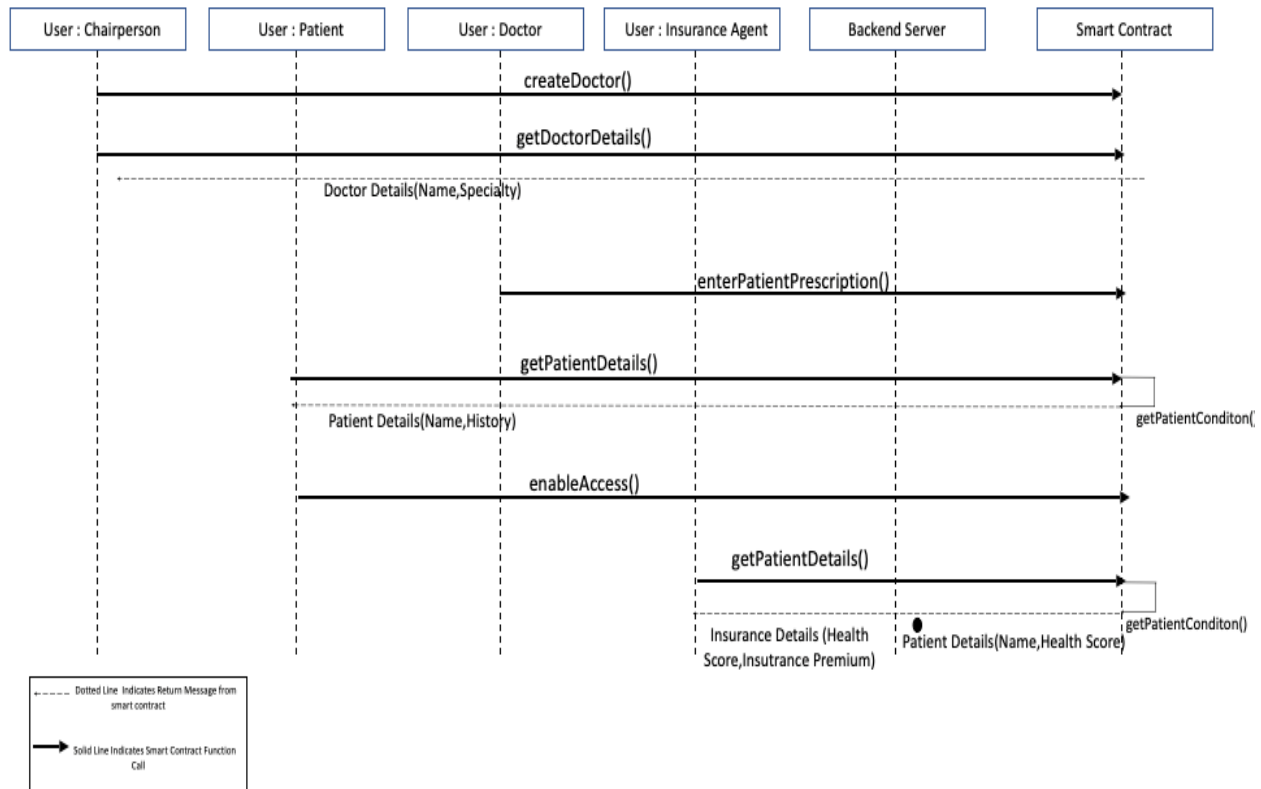 User : Chairperson
User : Patient
User : Doctor
User : Insurance Agent
Backend Server
Smart Contract
createDoctor()
getDoctorDetails()
Doctor Details(Name,Specialty)
enterPatientPrescription()
getPatientDetails()
Patient Details(Name,History)
getPatientConditon()
enableAccess()
getPatientDetails()
getPatientConditon()
Insurance Details (Health
Score,Insutrance Premium)
Patient Details(Name,Health Score)
Dotted Line Indicates Return Message from
smart contract
Solid Line Indicates Smart Contract Function
Call